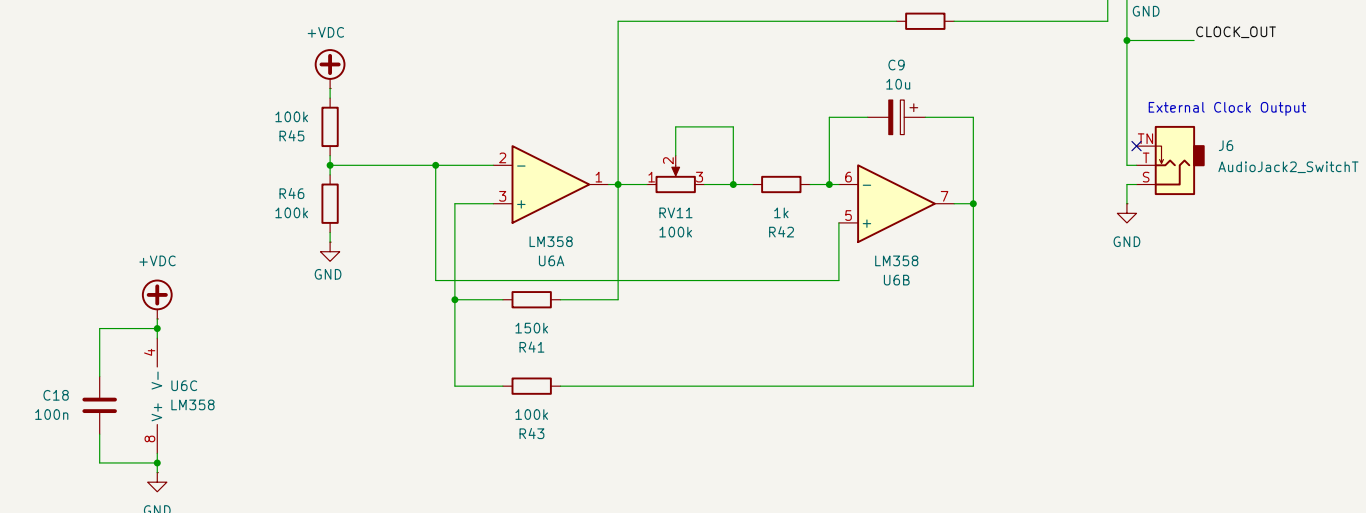 GND
CLOCK_OUT
+VDC
C9
10u
+
External Clock Output
100k
R45
TN
T
S
J6
AudioJack2_SwitchT
GND
2
−
3
+
1
LM358
U6A
1
2
3
RV11
100k
1k
R42
6
−
5
+
7
LM358
U6B
R46
100k
GND
+VDC
150k
R41
4
V-
V+
8
U6C
LM358
C18
100n
100k
R43
GND